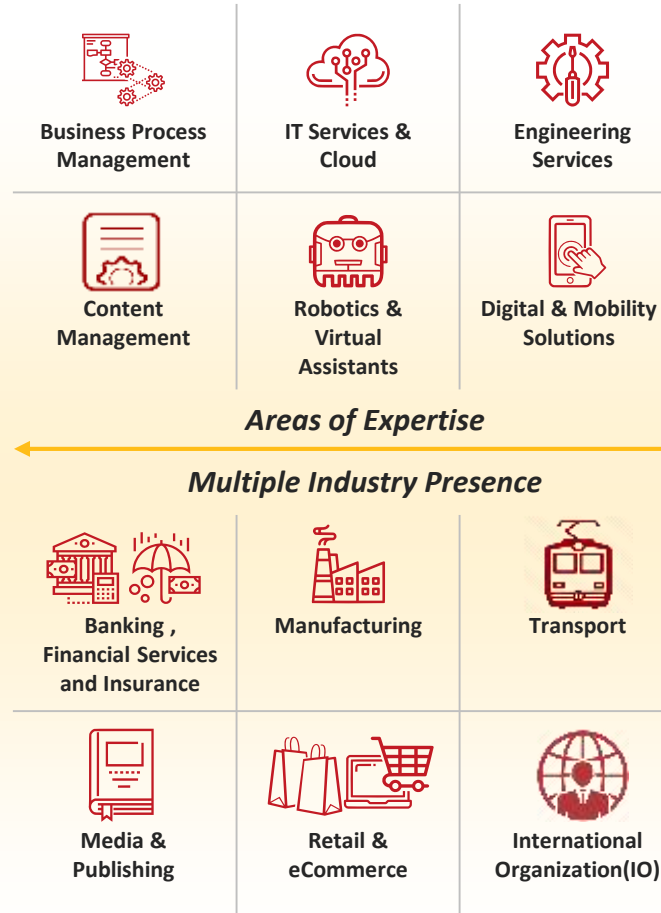 Business Process
Management
IT Services &
Cloud
Engineering
Services
Content
Management
Robotics &
Virtual
Assistants
Digital & Mobility
Solutions
Areas of Expertise
Multiple Industry Presence
Banking ,
Financial Services
and Insurance
Manufacturing
Transport
Media &
Publishing
Retail &
eCommerce
International
Organization(IO)